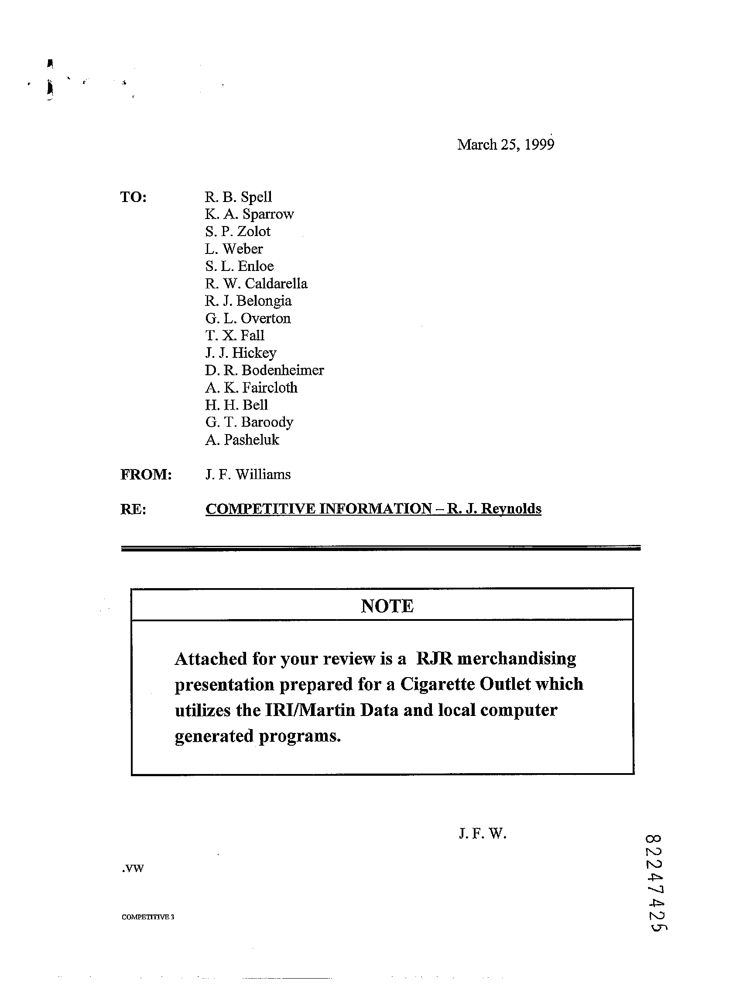 March 25, 1999
TO: R. B. Spell
K. A. Sparrow
S. P. Zolot
L. Weber
S. L. Enloe
R. W. Caldarella
R. J. Belongia
G. L. Overton
T. X. Fall
J. J. Hickey
D. R. Bodenheimer
A. K. Faircloth
H. H. Bell
G. T. Baroody
A. Pasheluk
FROM: J. F. Williams
RE: COMPETITIVE INFORMATION – R. J. Reynolds
NOTE
Attached for your review is a RJR merchandising
presentation prepared for a Cigarette Outlet which
utilizes the IRI/Martin Data and local computer
generated programs.
J. F. W.
.VW
COMPETITIVE 3
82247425